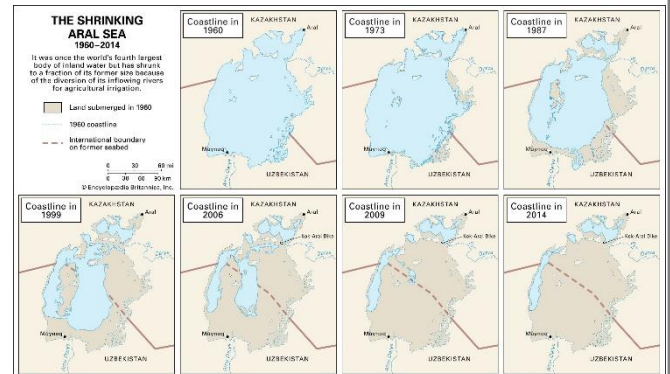 THE SHRINKING
ARAL SEA
1960–2014
It was once the world's fourth largest
body of inland water but has shrunk
to a fraction of its former size because
of the diversion of its inflowing rivers
for agricultural irrigation.
Land submerged in 1960
1960 coastline
International boundary
on former seabed
0 30 60 mi
0 30 60 90 km
© Encyclopædia Britannica, Inc.
Coastline in
1960
KAZAKHSTAN
Aral
Mŭynoq
UZBEKISTAN
Coastline in
1973
KAZAKHSTAN
Aral
Mŭynoq
UZBEKISTAN
Coastline in
1987
KAZAKHSTAN
Aral
Mŭynoq
UZBEKISTAN
Coastline in
1999
KAZAKHSTAN
Aral
Mŭynoq
UZBEKISTAN
Coastline in
2006
KAZAKHSTAN
Aral
Kok-Aral Dike
Mŭynoq
UZBEKISTAN
Coastline in
2009
KAZAKHSTAN
Aral
Kok-Aral Dike
Mŭynoq
UZBEKISTAN
Coastline in
2014
KAZAKHSTAN
Aral
Kok-Aral Dike
Mŭynoq
UZBEKISTAN